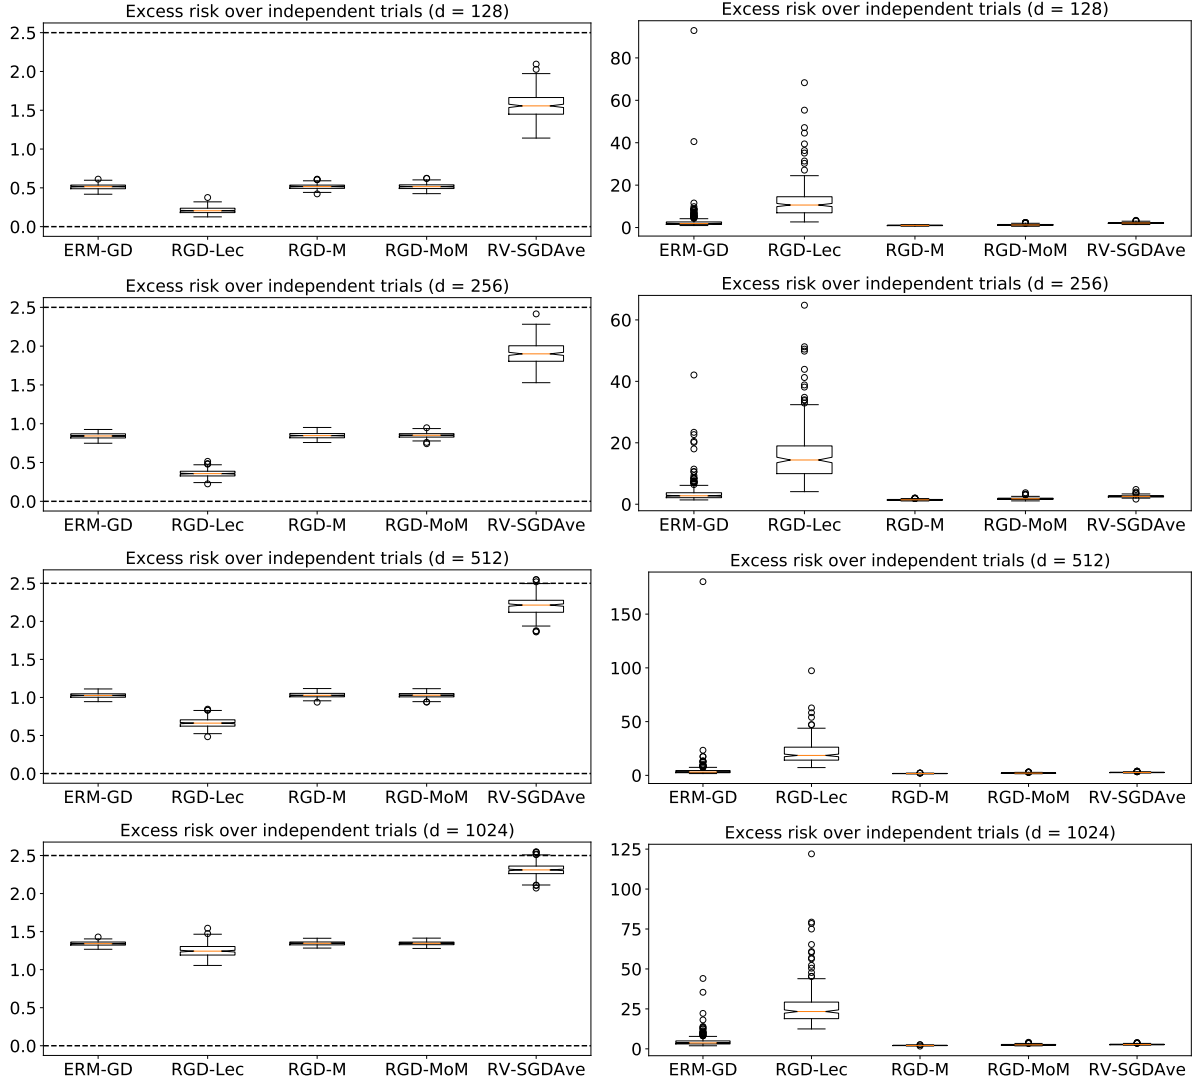 Excess risk over independent trials (d = 128)
2.5
2.0
1.5
1.0
0.5
0.0
ERM-GD RGD-Lec RGD-M RGD-MoM RV-SGDAve
Excess risk over independent trials (d = 128)
80
60
40
20
0
ERM-GD RGD-Lec RGD-M RGD-MoM RV-SGDAve
Excess risk over independent trials (d = 256)
2.5
2.0
1.5
1.0
0.5
0.0
ERM-GD RGD-Lec RGD-M RGD-MoM RV-SGDAve
Excess risk over independent trials (d = 256)
60
40
20
0
ERM-GD RGD-Lec RGD-M RGD-MoM RV-SGDAve
Excess risk over independent trials (d = 512)
2.5
2.0
1.5
1.0
0.5
0.0
ERM-GD RGD-Lec RGD-M RGD-MoM RV-SGDAve
Excess risk over independent trials (d = 512)
150
100
50
0
ERM-GD RGD-Lec RGD-M RGD-MoM RV-SGDAve
Excess risk over independent trials (d = 1024)
2.5
2.0
1.5
1.0
0.5
0.0
ERM-GD RGD-Lec RGD-M RGD-MoM RV-SGDAve
Excess risk over independent trials (d = 1024)
125
100
75
50
25
0
ERM-GD RGD-Lec RGD-M RGD-MoM RV-SGDAve